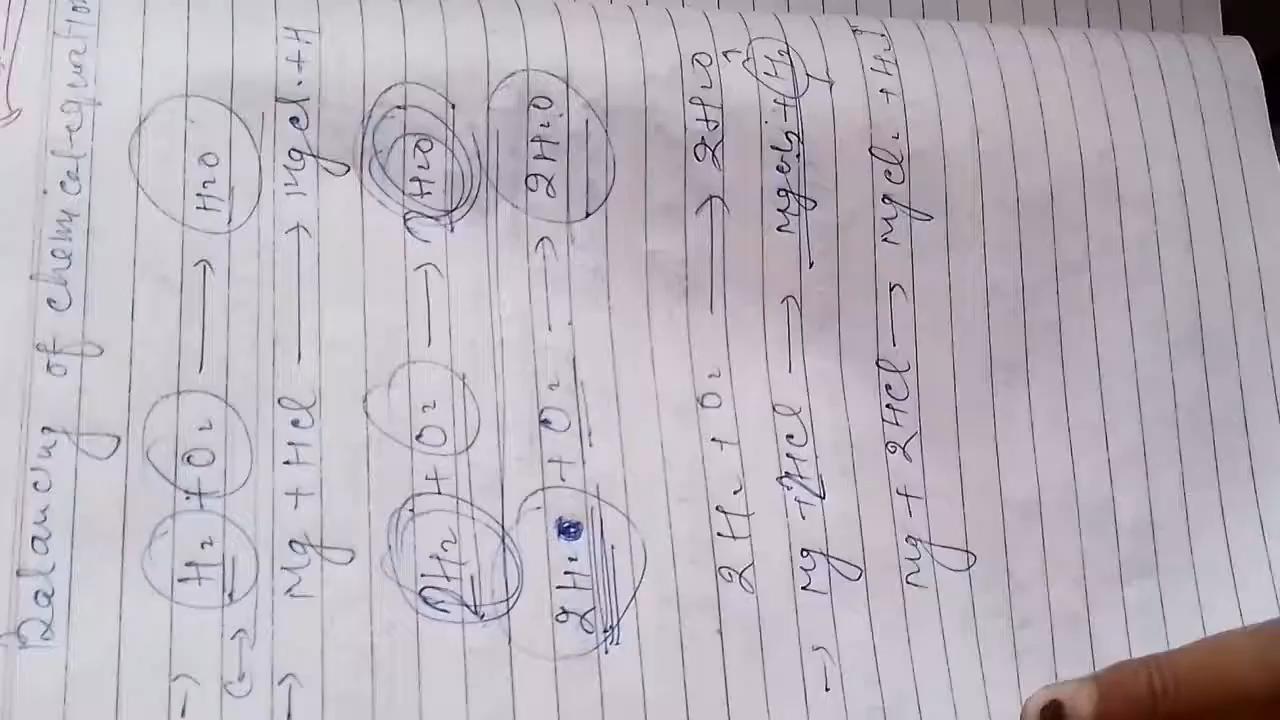 Balancing of chemical equation
→ H₂ + O₂ ⟶ H₂O
→ Mg + HCl ⟶ MgCl₂ + H
2H₂ + O₂ ⟶ 2H₂O
2H₂ + O₂ ⟶ 2H₂O
2H₂ + O₂ ⟶ 2H₂O
→ Mg + 2HCl ⟶ MgCl₂ + H₂
Mg + 2HCl ⟶ MgCl₂ + H₂